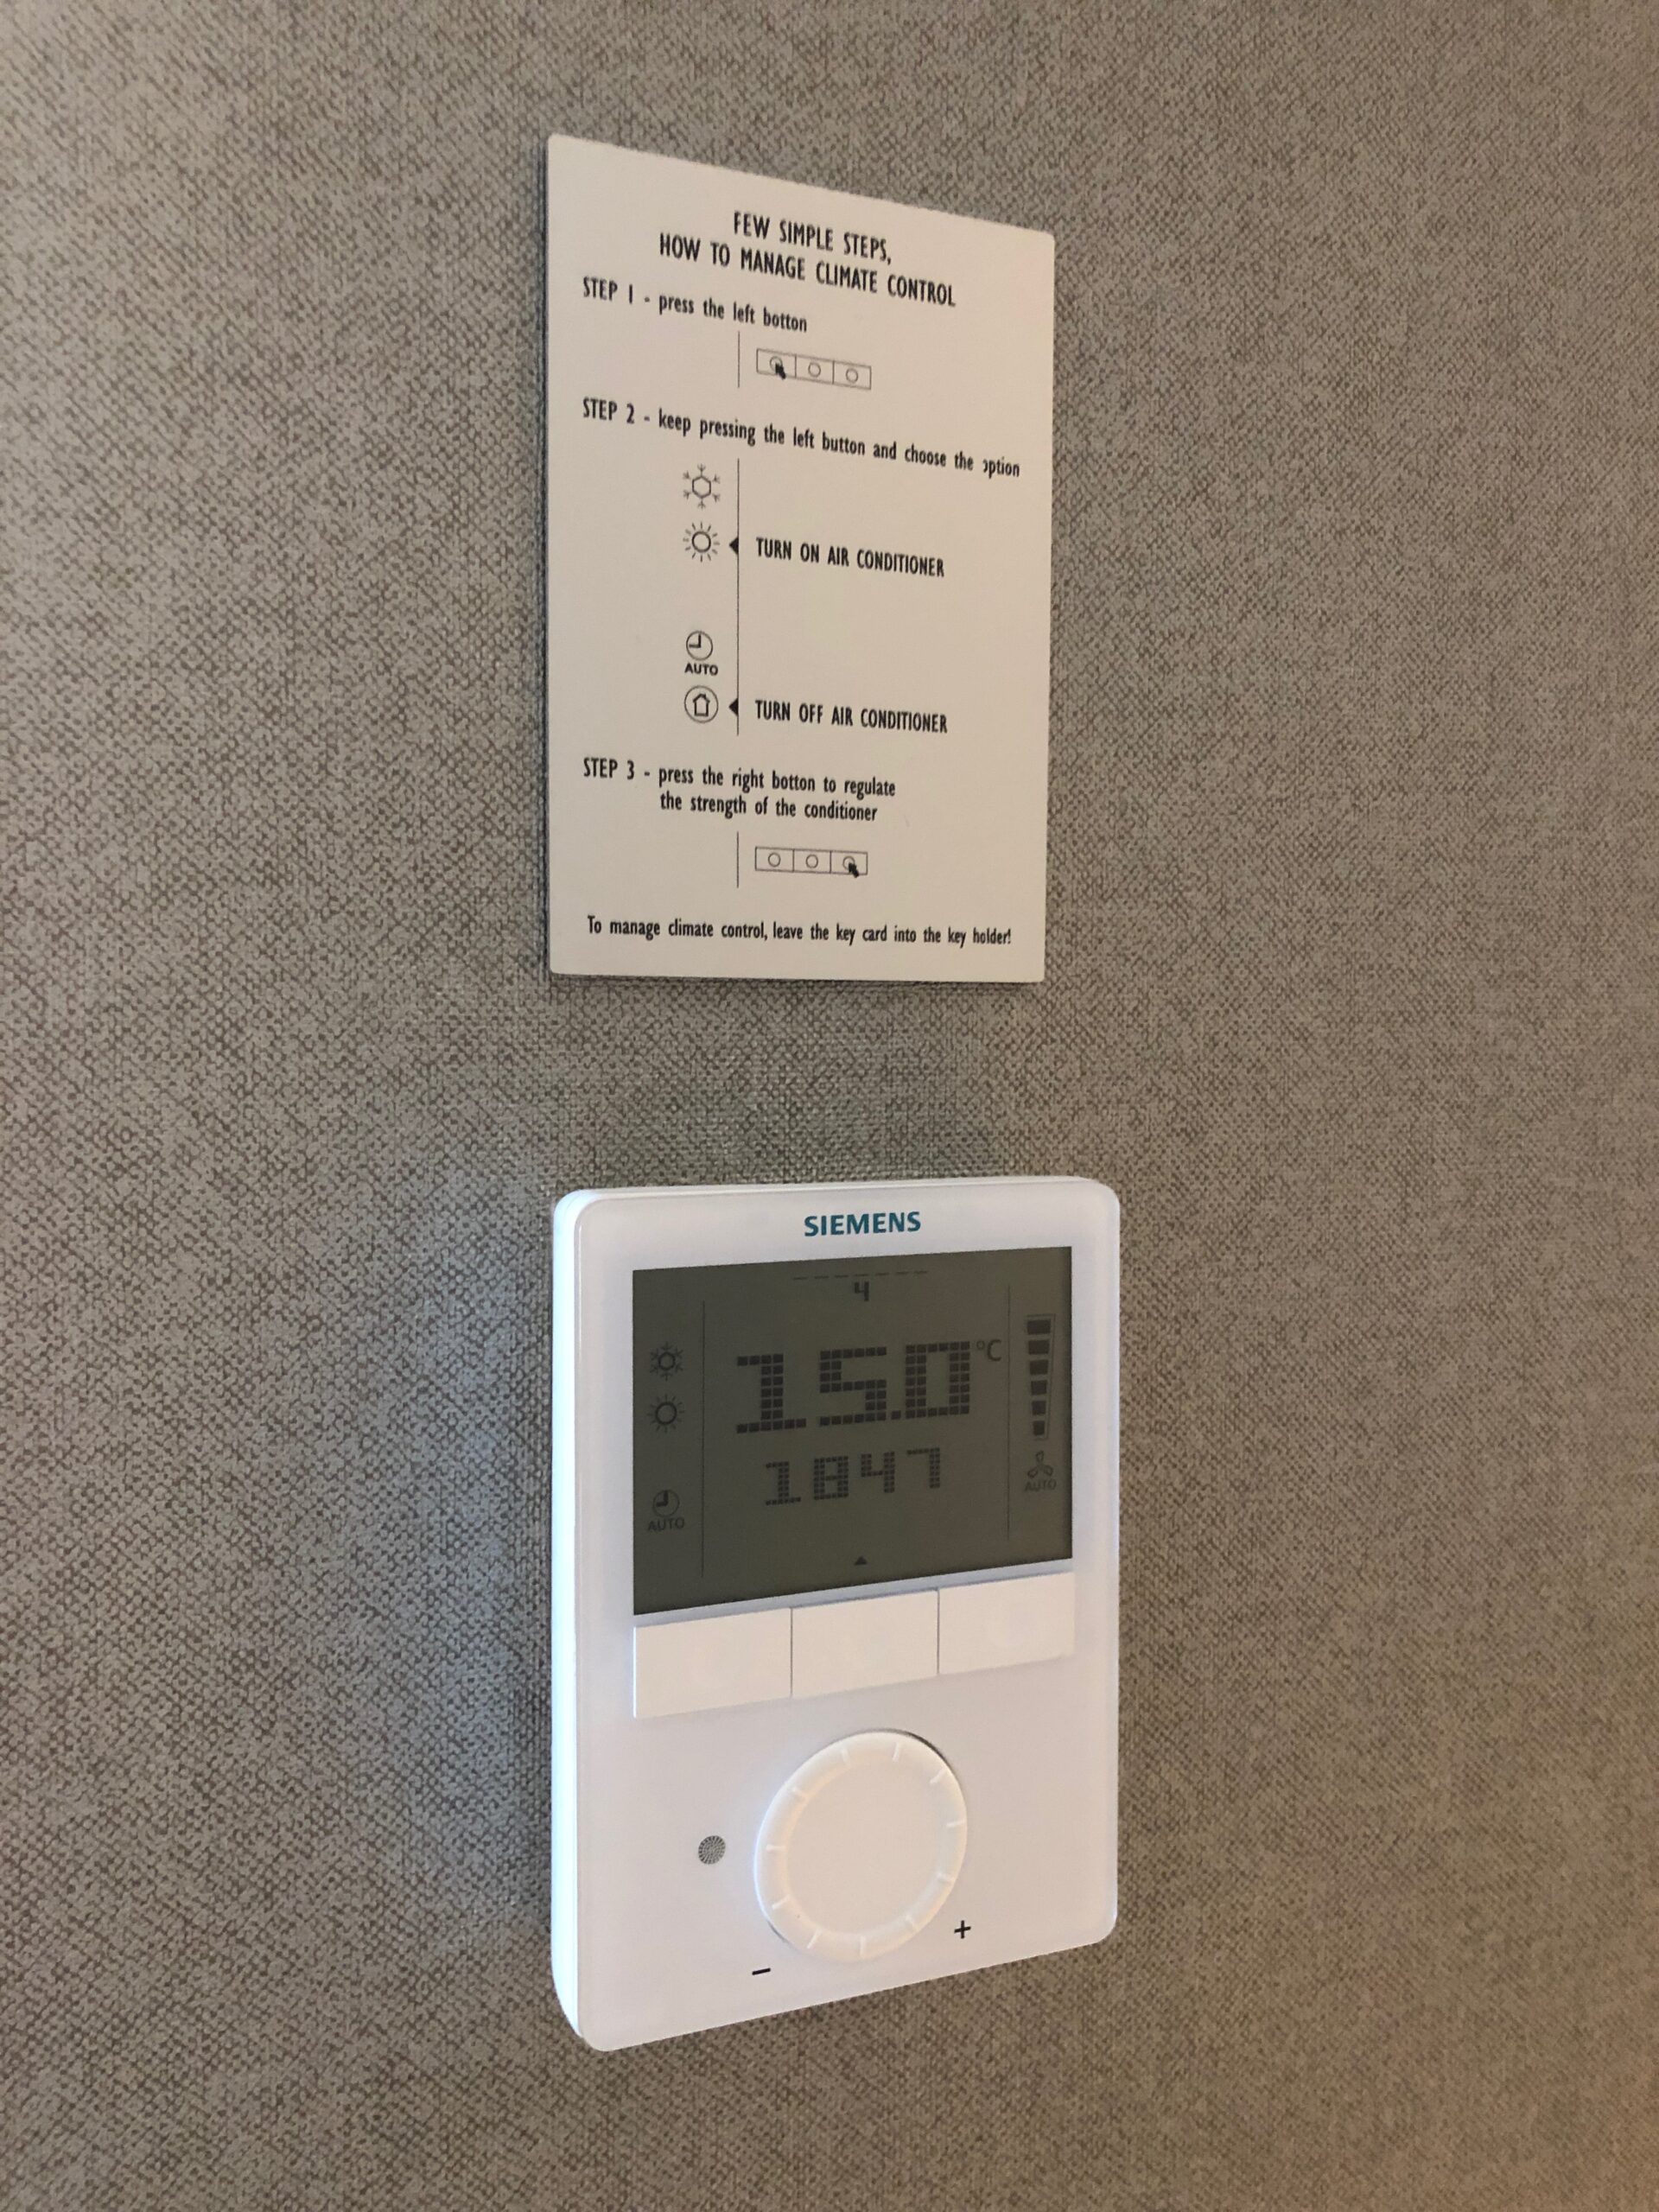 FEW SIMPLE STEPS,
HOW TO MANAGE CLIMATE CONTROL
STEP 1 - press the left botton
STEP 2 - keep pressing the left button and choose the option
TURN ON AIR CONDITIONER
AUTO
TURN OFF AIR CONDITIONER
STEP 3 - press the right botton to regulate
the strength of the conditioner
To manage climate control, leave the key card into the key holder!
SIEMENS
4
15.0 °C
1847
AUTO
AUTO
-
+